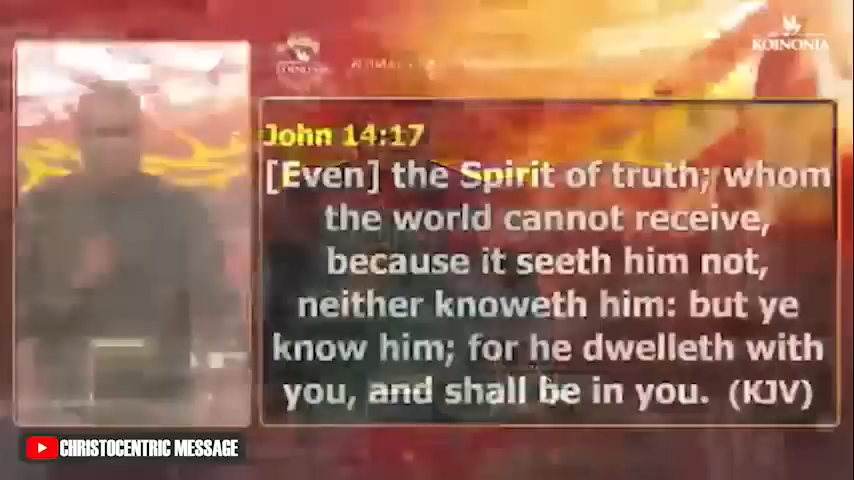 KOINONIA
John 14:17
[Even] the Spirit of truth; whom
the world cannot receive,
because it seeth him not,
neither knoweth him: but ye
know him; for he dwelleth with
you, and shall be in you. (KJV)
CHRISTOCENTRIC MESSAGE